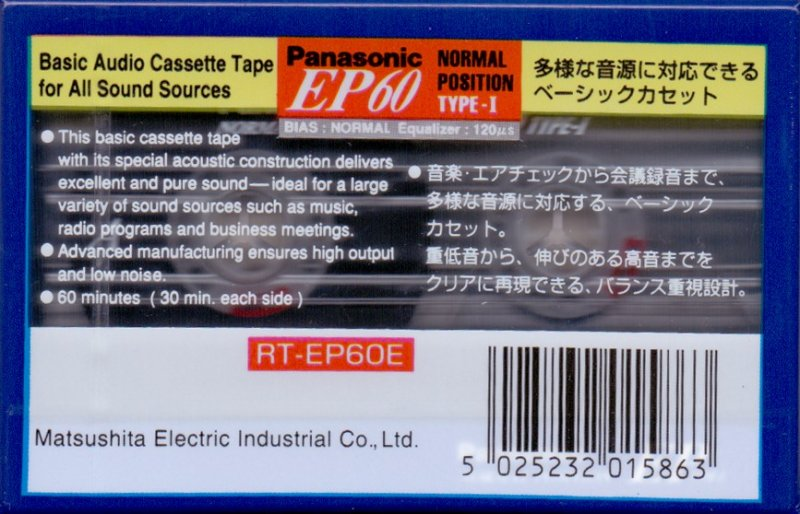 Basic Audio Cassette Tape
for All Sound Sources
Panasonic
EP60
NORMAL
POSITION
TYPE-I
BIAS : NORMAL Equalizer : 120μs
多様な音源に対応できる
ベーシックカセット
● This basic cassette tape
with its special acoustic construction delivers
excellent and pure sound — ideal for a large
variety of sound sources such as music,
radio programs and business meetings.
● Advanced manufacturing ensures high output
and low noise.
● 60 minutes ( 30 min. each side )
● 音楽・エアチェックから会議録音まで、
多様な音源に対応する、ベーシック
カセット。
重低音から、伸びのある高音までを
クリアに再現できる、バランス重視設計。
RT-EP60E
Matsushita Electric Industrial Co., Ltd.
5 025232 015863